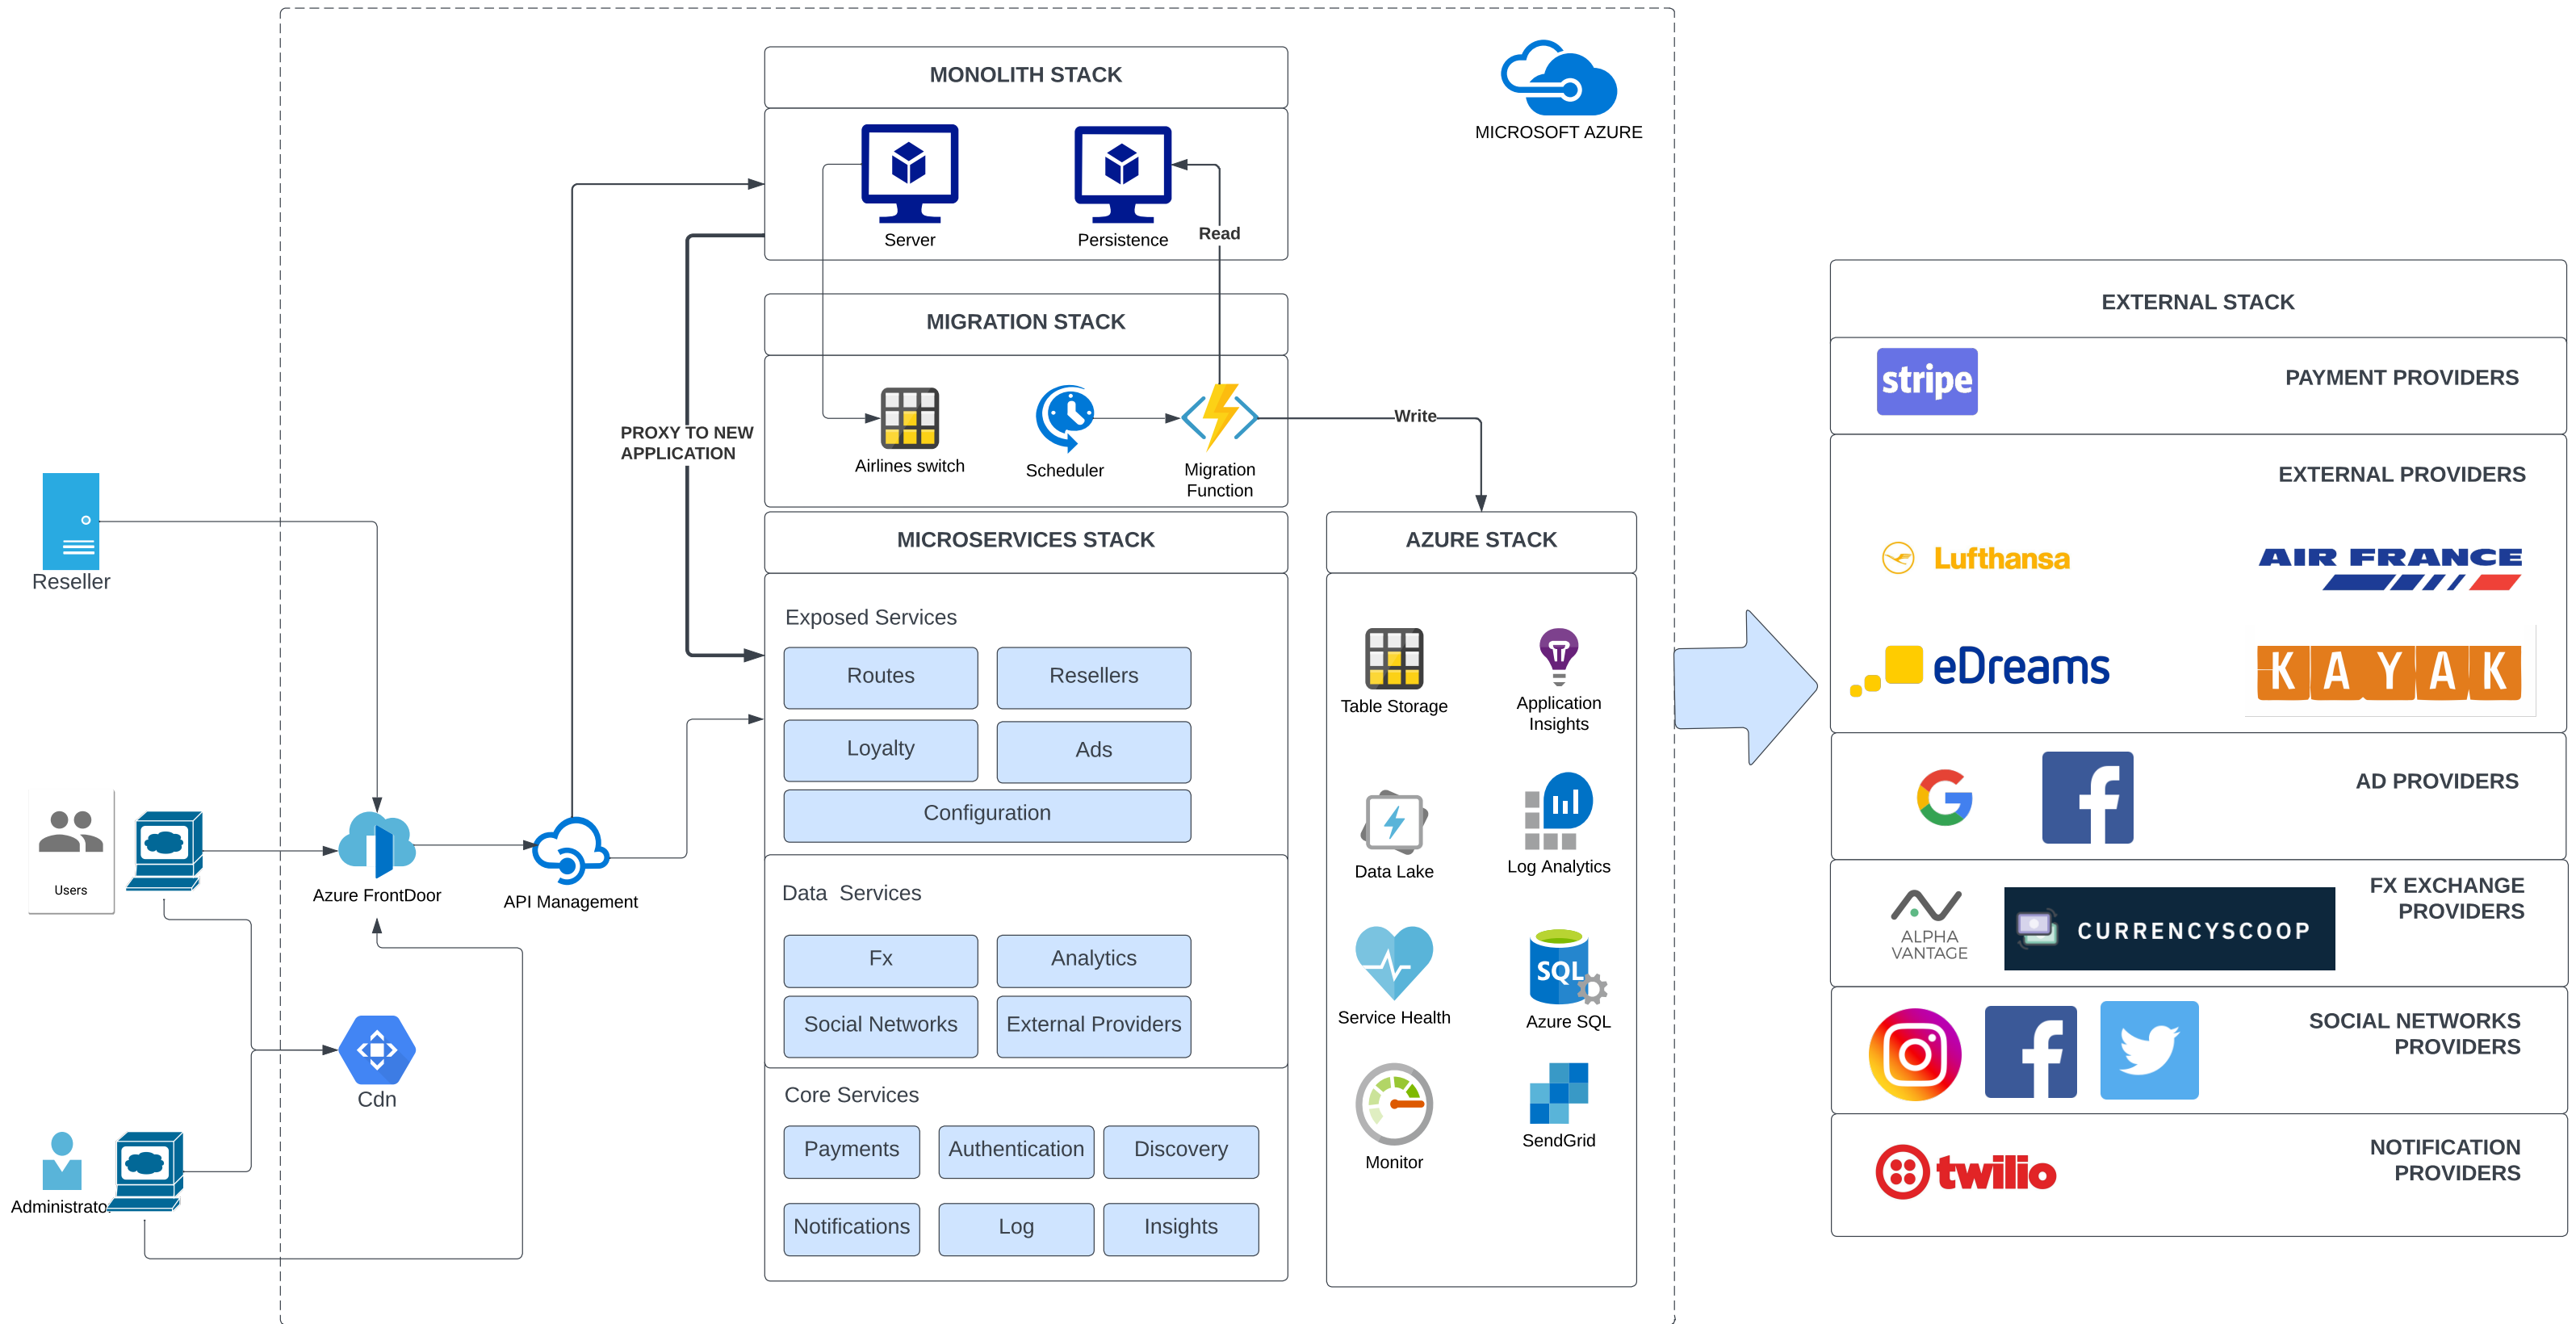 MONOLITH STACK
MICROSOFT AZURE
Server
Persistence
Read
MIGRATION STACK
PROXY TO NEW
APPLICATION
Airlines switch
Scheduler
Migration
Function
Write
Reseller
Users
Administrato
Azure FrontDoor
API Management
Cdn
MICROSERVICES STACK
Exposed Services
Routes
Resellers
Loyalty
Ads
Configuration
Data  Services
Fx
Analytics
Social Networks
External Providers
Core Services
Payments
Authentication
Discovery
Notifications
Log
Insights
AZURE STACK
Table Storage
Application
Insights
Data Lake
Log Analytics
Service Health
SQL
Azure SQL
Monitor
SendGrid
EXTERNAL STACK
stripe
PAYMENT PROVIDERS
EXTERNAL PROVIDERS
Lufthansa
AIR FRANCE
eDreams
KAYAK
AD PROVIDERS
FX EXCHANGE
PROVIDERS
ALPHA
VANTAGE
CURRENCYSCOOP
SOCIAL NETWORKS
PROVIDERS
NOTIFICATION
PROVIDERS
twilio